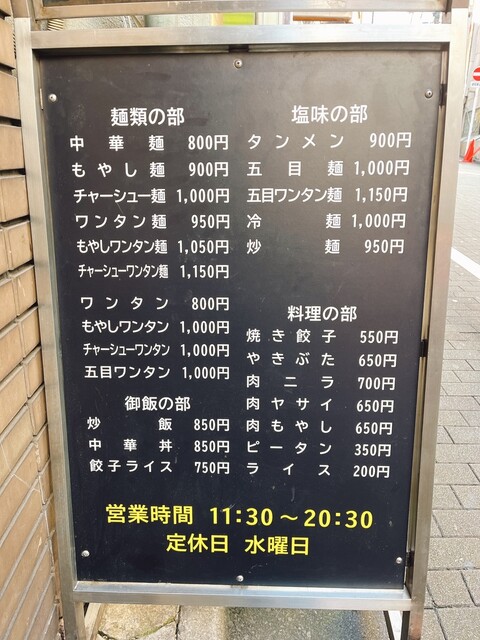 麺類の部
中華麺 800円
もやし麺 900円
チャーシュー麺 1,000円
ワンタン麺 950円
もやしワンタン麺 1,050円
チャーシューワンタン麺 1,150円
ワンタン 800円
もやしワンタン 1,000円
チャーシューワンタン 1,000円
五目ワンタン 1,000円
御飯の部
炒飯 850円
中華丼 850円
餃子ライス 750円
塩味の部
タンメン 900円
五目麺 1,000円
五目ワンタン麺 1,150円
冷麺 1,000円
炒麺 950円
料理の部
焼き餃子 550円
やきぶた 650円
肉ニラ 700円
肉ヤサイ 650円
肉もやし 650円
ピータン 350円
ライス 200円
営業時間 11:30～20:30
定休日 水曜日